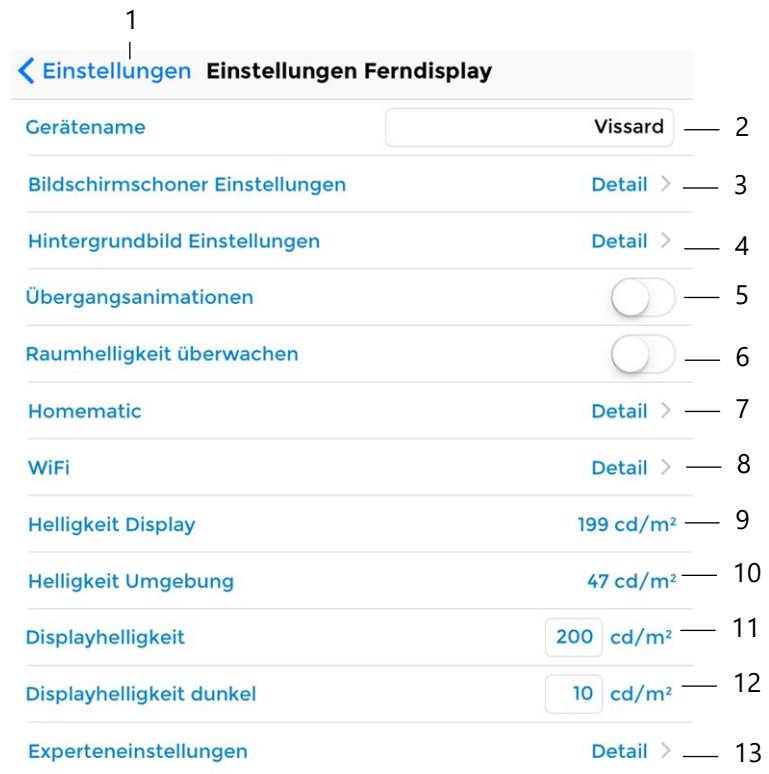 1
Einstellungen Einstellungen Ferndisplay
Gerätename Vissard 2
Bildschirmschoner Einstellungen Detail 3
Hintergrundbild Einstellungen Detail 4
Übergangsanimationen 5
Raumhelligkeit überwachen 6
Homematic Detail 7
WiFi Detail 8
Helligkeit Display 199 cd/m² 9
Helligkeit Umgebung 47 cd/m² 10
Displayhelligkeit 200 cd/m² 11
Displayhelligkeit dunkel 10 cd/m² 12
Experteneinstellungen Detail 13